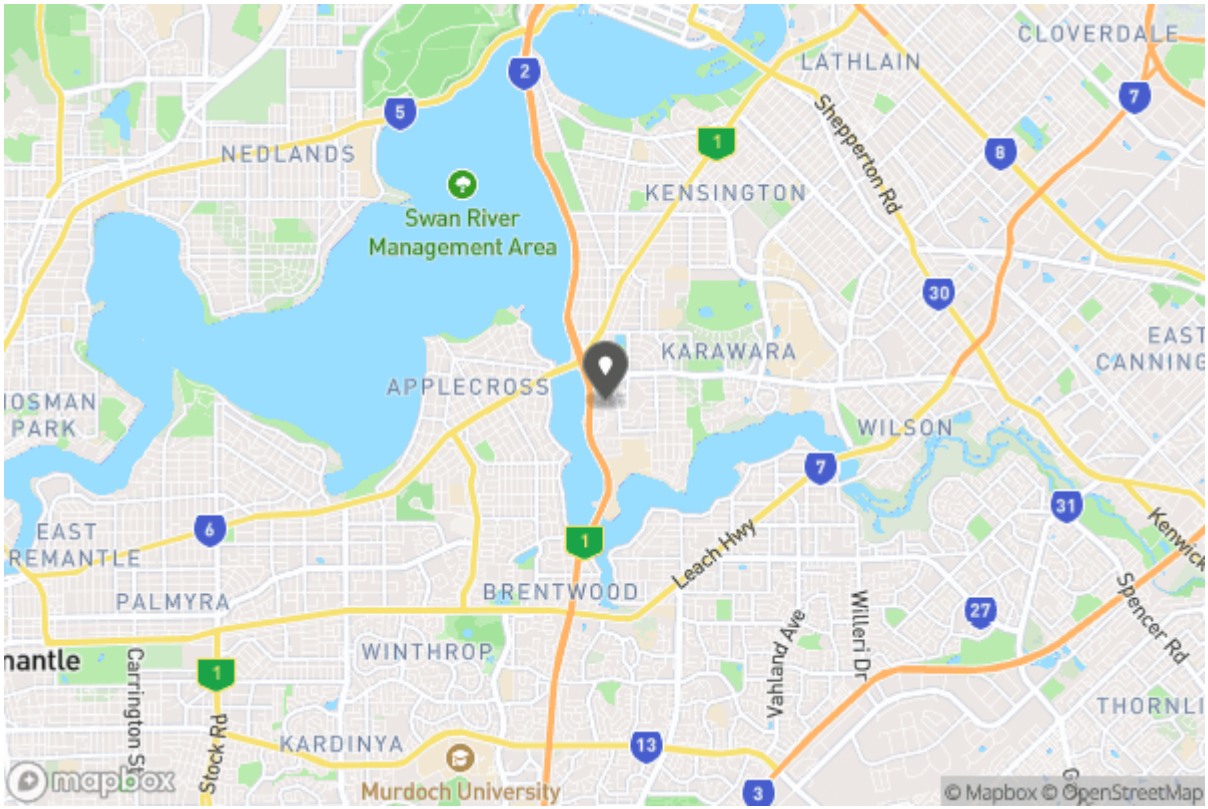 CLOVERDALE
LATHLAIN
2
7
5
Shepperton Rd
1
8
NEDLANDS
KENSINGTON
Swan River
Management Area
30
KARAWARA
EAST
CANNING
APPLECROSS
MOSMAN
PARK
WILSON
7
31
6
1
EAST
REMANTLE
Leach Hwy
Kenwick
BRENTWOOD
PALMYRA
27
Spencer Rd
Willeri Dr
Vahland Ave
WINTHROP
mantle
Carrington St
1
Stock Rd
THORNLI
KARDINYA
13
Murdoch University
3
G
mapbox
© Mapbox © OpenStreetMap